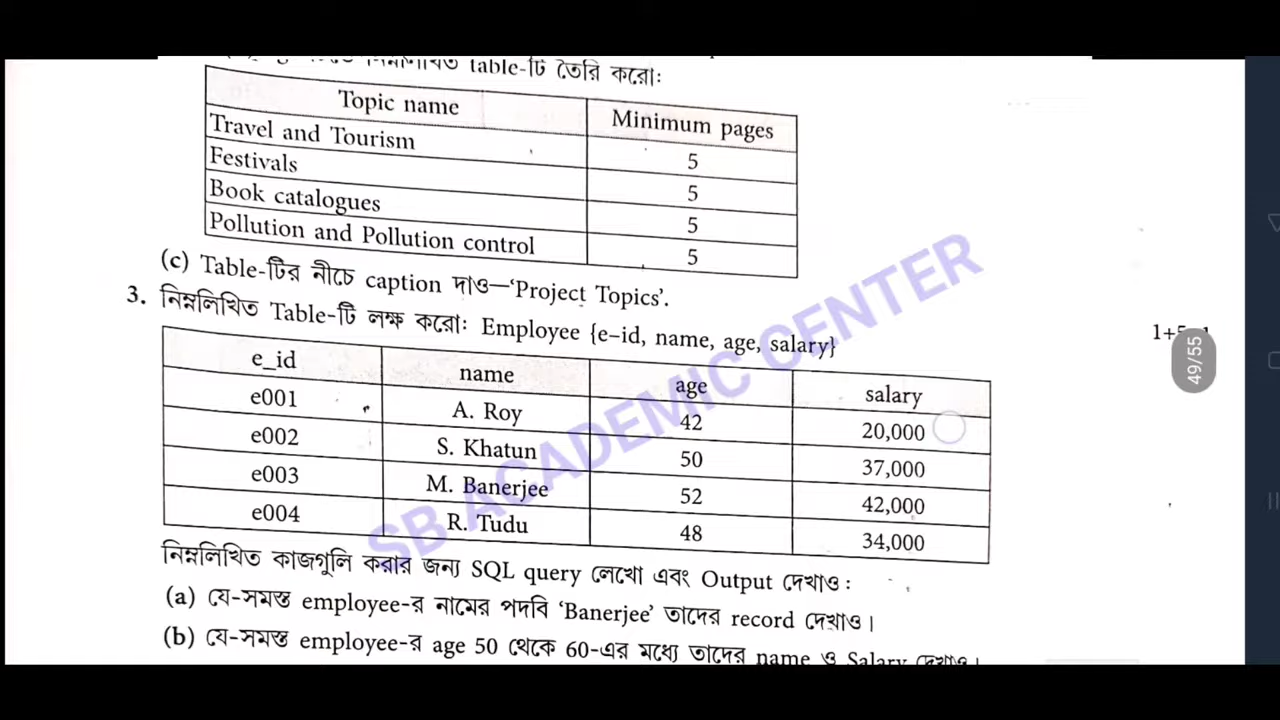 table-টি তৈরি করো:
Topic name Minimum pages
Travel and Tourism 5
Festivals 5
Book catalogues 5
Pollution and Pollution control 5
(c) Table-টির নীচে caption দাও—‘Project Topics’.
3. নিম্নলিখিত Table-টি লক্ষ করো: Employee {e–id, name, age, salary}
e_id name age salary
e001 A. Roy 42 20,000
e002 S. Khatun 50 37,000
e003 M. Banerjee 52 42,000
e004 R. Tudu 48 34,000
নিম্নলিখিত কাজগুলি করার জন্য SQL query লেখো এবং Output দেখাও :
(a) যে-সমস্ত employee-র নামের পদবি ‘Banerjee’ তাদের record দেখাও।
(b) যে-সমস্ত employee-র age 50 থেকে 60-এর মধ্যে তাদের name ও Salary দেখাও।
SB ACADEMIC CENTER
49/55